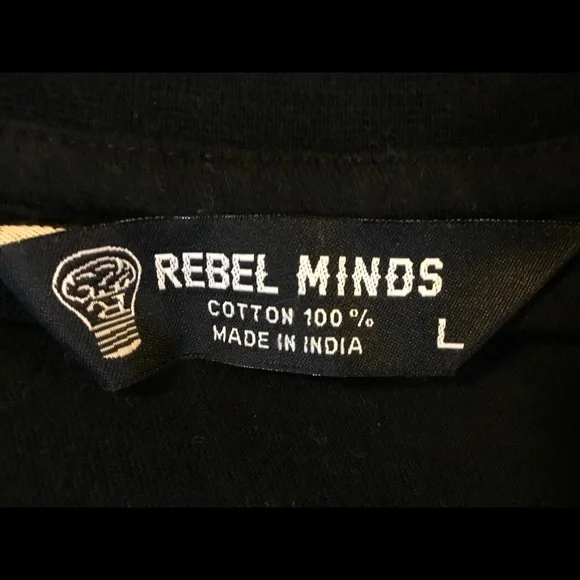 REBEL MINDS
COTTON 100%
MADE IN INDIA
L